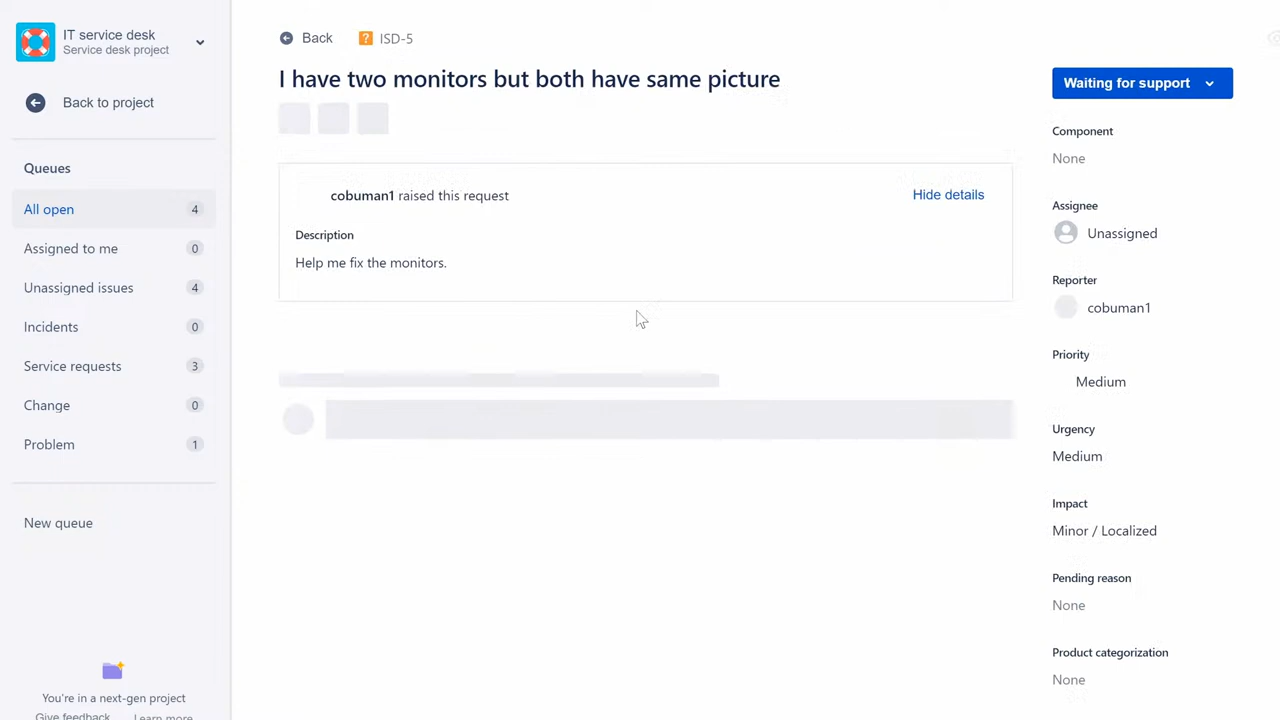 IT service desk
Service desk project
Back to project
Queues
All open 4
Assigned to me 0
Unassigned issues 4
Incidents 0
Service requests 3
Change 0
Problem 1
New queue
You're in a next-gen project
Give feedback Learn more
Back ISD-5
I have two monitors but both have same picture
cobuman1 raised this request
Hide details
Description
Help me fix the monitors.
Waiting for support
Component
None
Assignee
Unassigned
Reporter
cobuman1
Priority
Medium
Urgency
Medium
Impact
Minor / Localized
Pending reason
None
Product categorization
None